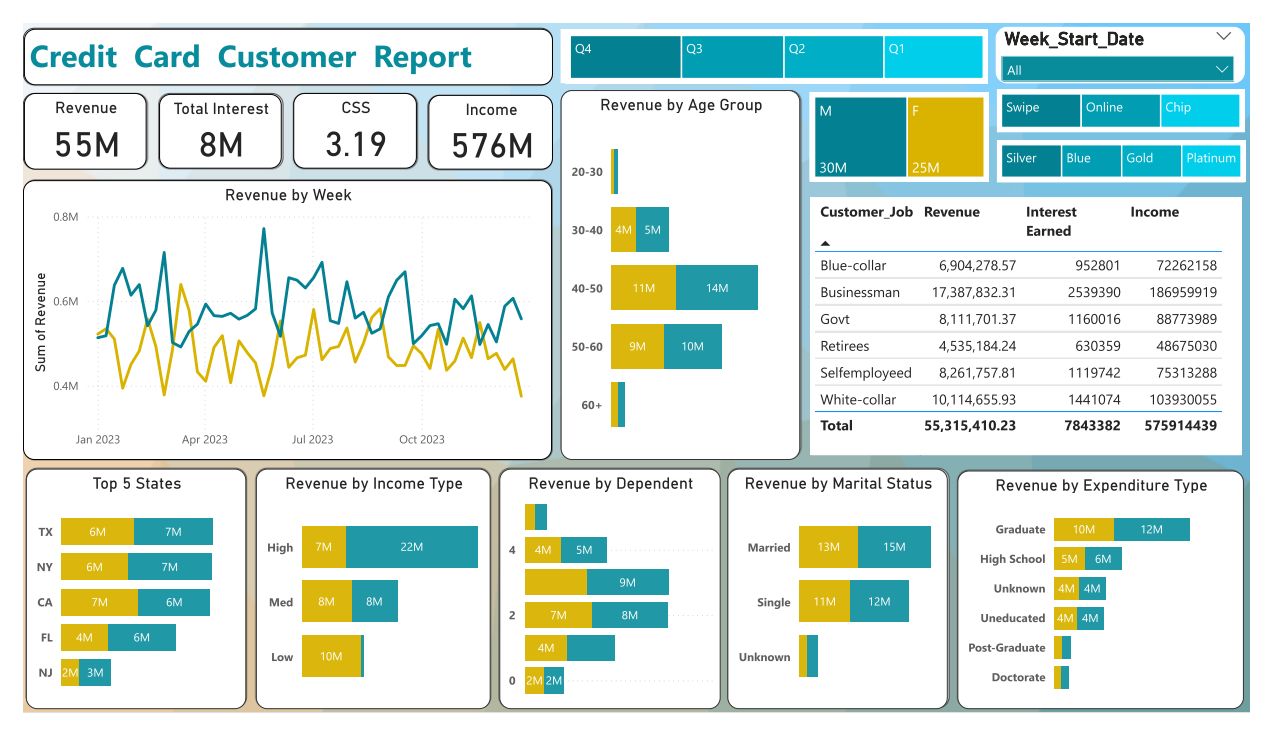 Credit Card Customer Report
Q4 Q3 Q2 Q1
Week_Start_Date
All
Revenue
55M
Total Interest
8M
CSS
3.19
Income
576M
Revenue by Week
Sum of Revenue
0.8M
0.6M
0.4M
Jan 2023 Apr 2023 Jul 2023 Oct 2023
Revenue by Age Group
20-30
30-40 4M 5M
40-50 11M 14M
50-60 9M 10M
60+
M F
30M 25M
Swipe Online Chip
Silver Blue Gold Platinum
Customer_Job Revenue Interest Earned Income
Blue-collar 6,904,278.57 952801 72262158
Businessman 17,387,832.31 2539390 186959919
Govt 8,111,701.37 1160016 88773989
Retirees 4,535,184.24 630359 48675030
Selfemployeed 8,261,757.81 1119742 75313288
White-collar 10,114,655.93 1441074 103930055
Total 55,315,410.23 7843382 575914439
Top 5 States
TX 6M 7M
NY 6M 7M
CA 7M 6M
FL 4M 6M
NJ 2M 3M
Revenue by Income Type
High 7M 22M
Med 8M 8M
Low 10M
Revenue by Dependent
4 4M 5M
9M
2 7M 8M
4M
0 2M 2M
Revenue by Marital Status
Married 13M 15M
Single 11M 12M
Unknown
Revenue by Expenditure Type
Graduate 10M 12M
High School 5M 6M
Unknown 4M 4M
Uneducated 4M 4M
Post-Graduate
Doctorate